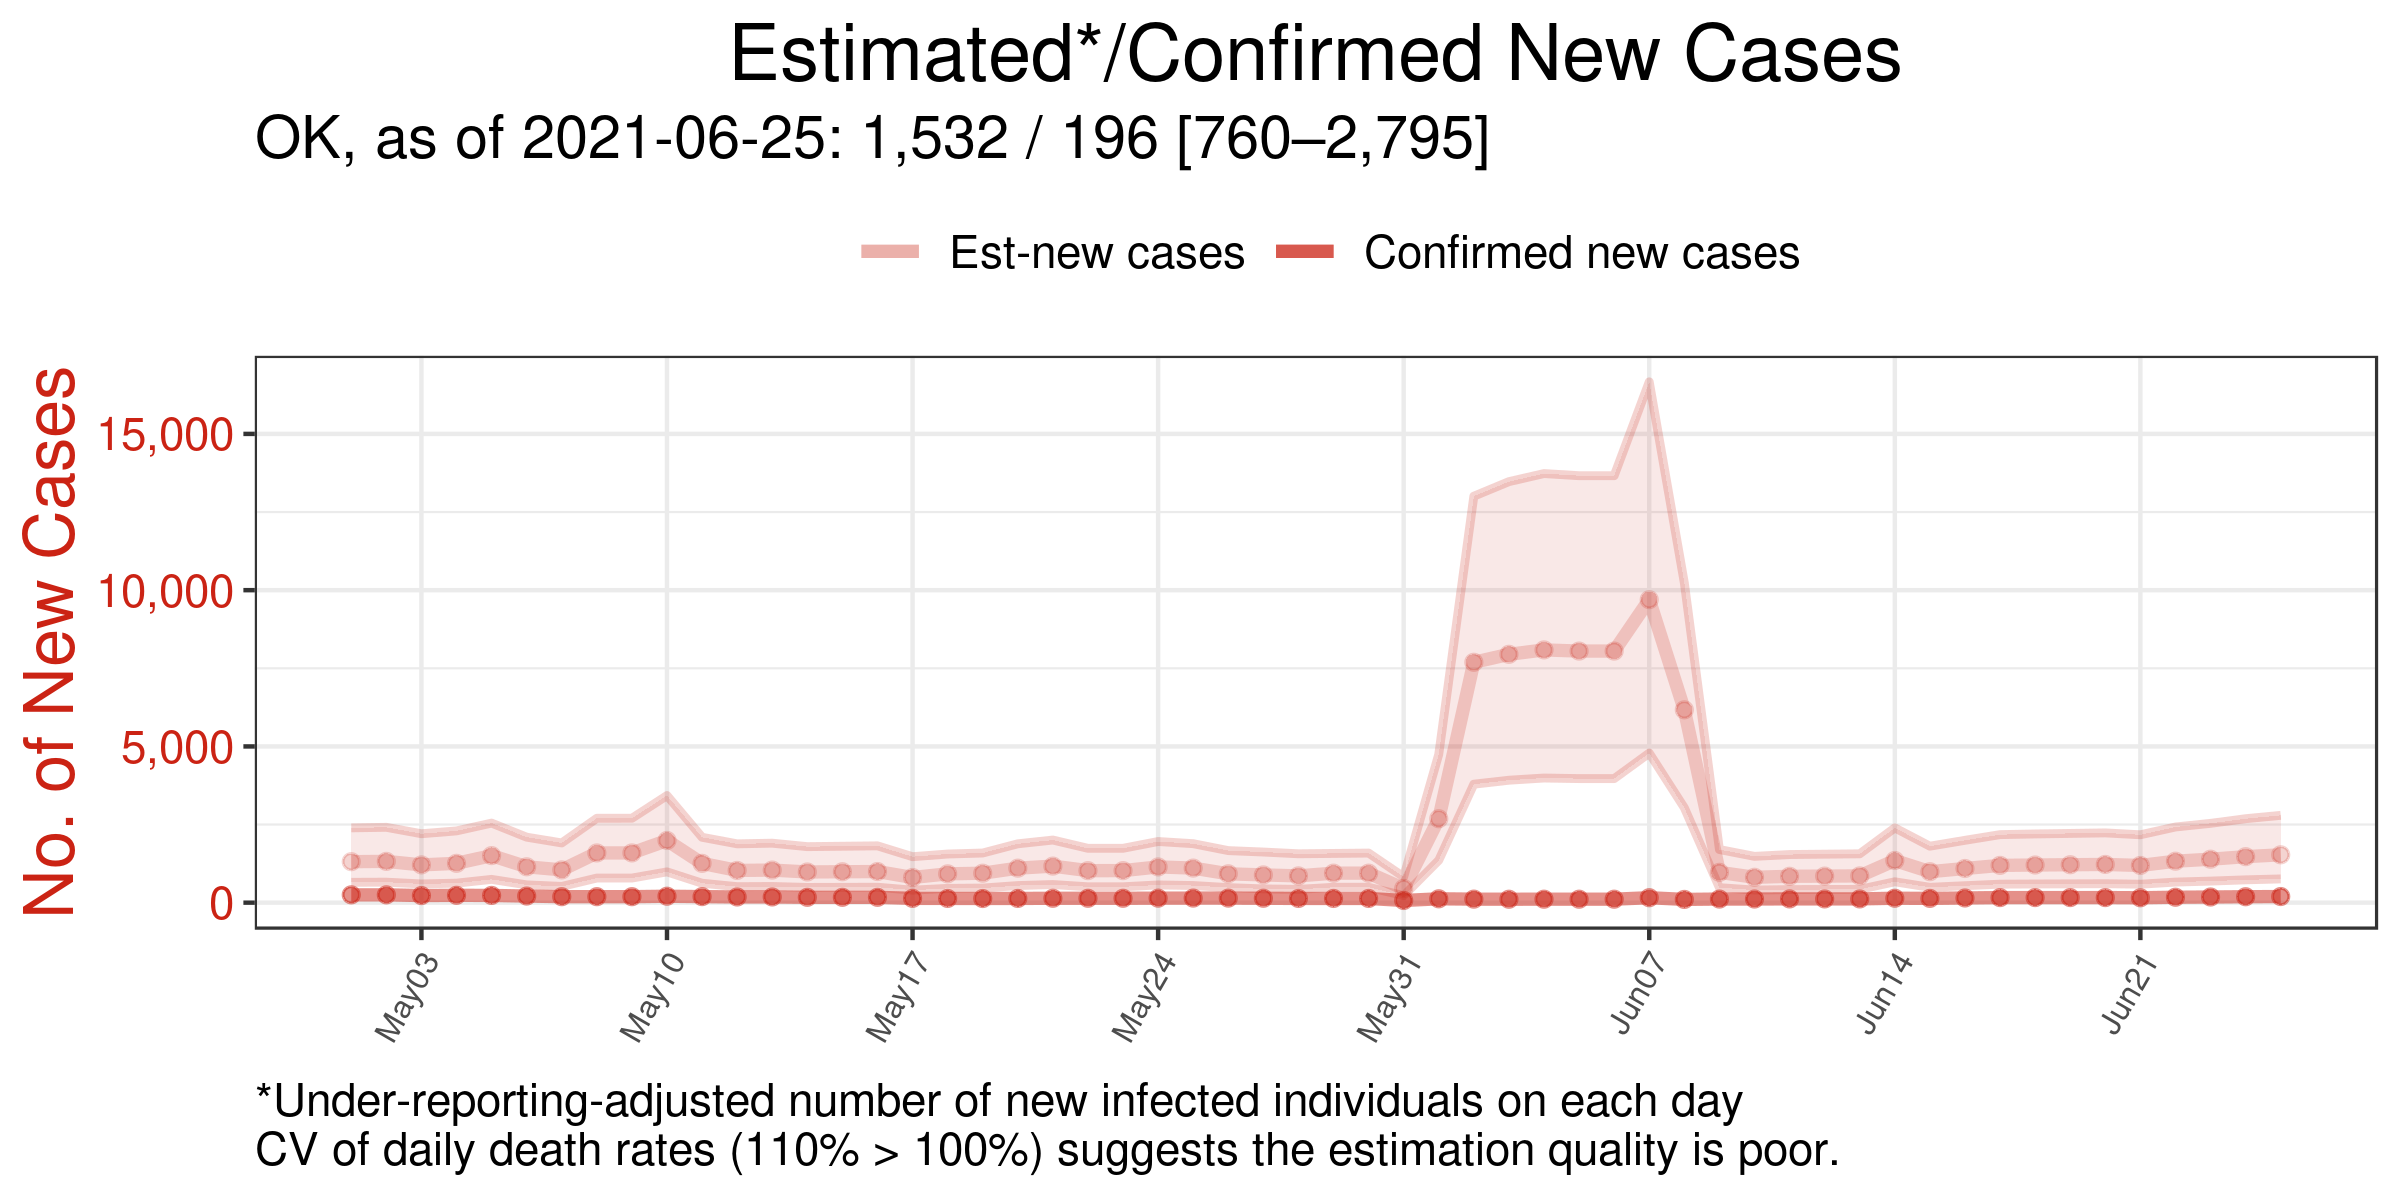 Estimated*/Confirmed New Cases
OK, as of 2021-06-25: 1,532 / 196 [760–2,795]
Est-new cases
Confirmed new cases
No. of New Cases
15,000
10,000
5,000
0
May03
May10
May17
May24
May31
Jun07
Jun14
Jun21
*Under-reporting-adjusted number of new infected individuals on each day
CV of daily death rates (110% > 100%) suggests the estimation quality is poor.